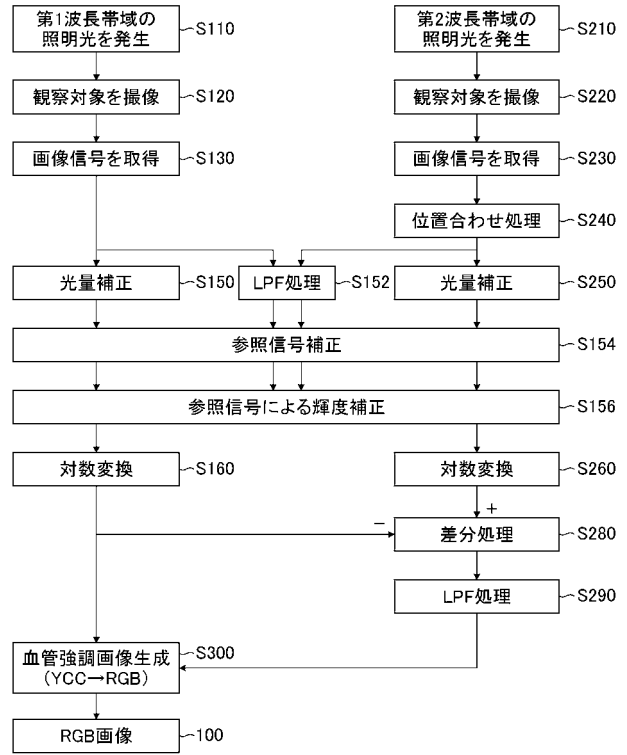 第1波長帯域の
照明光を発生
S110
第2波長帯域の
照明光を発生
S210
観察対象を撮像
S120
観察対象を撮像
S220
画像信号を取得
S130
画像信号を取得
S230
位置合わせ処理
S240
光量補正
S150
LPF処理
S152
光量補正
S250
参照信号補正
S154
参照信号による輝度補正
S156
対数変換
S160
対数変換
S260
+
−
差分処理
S280
LPF処理
S290
血管強調画像生成
(YCC→RGB)
S300
RGB画像
100